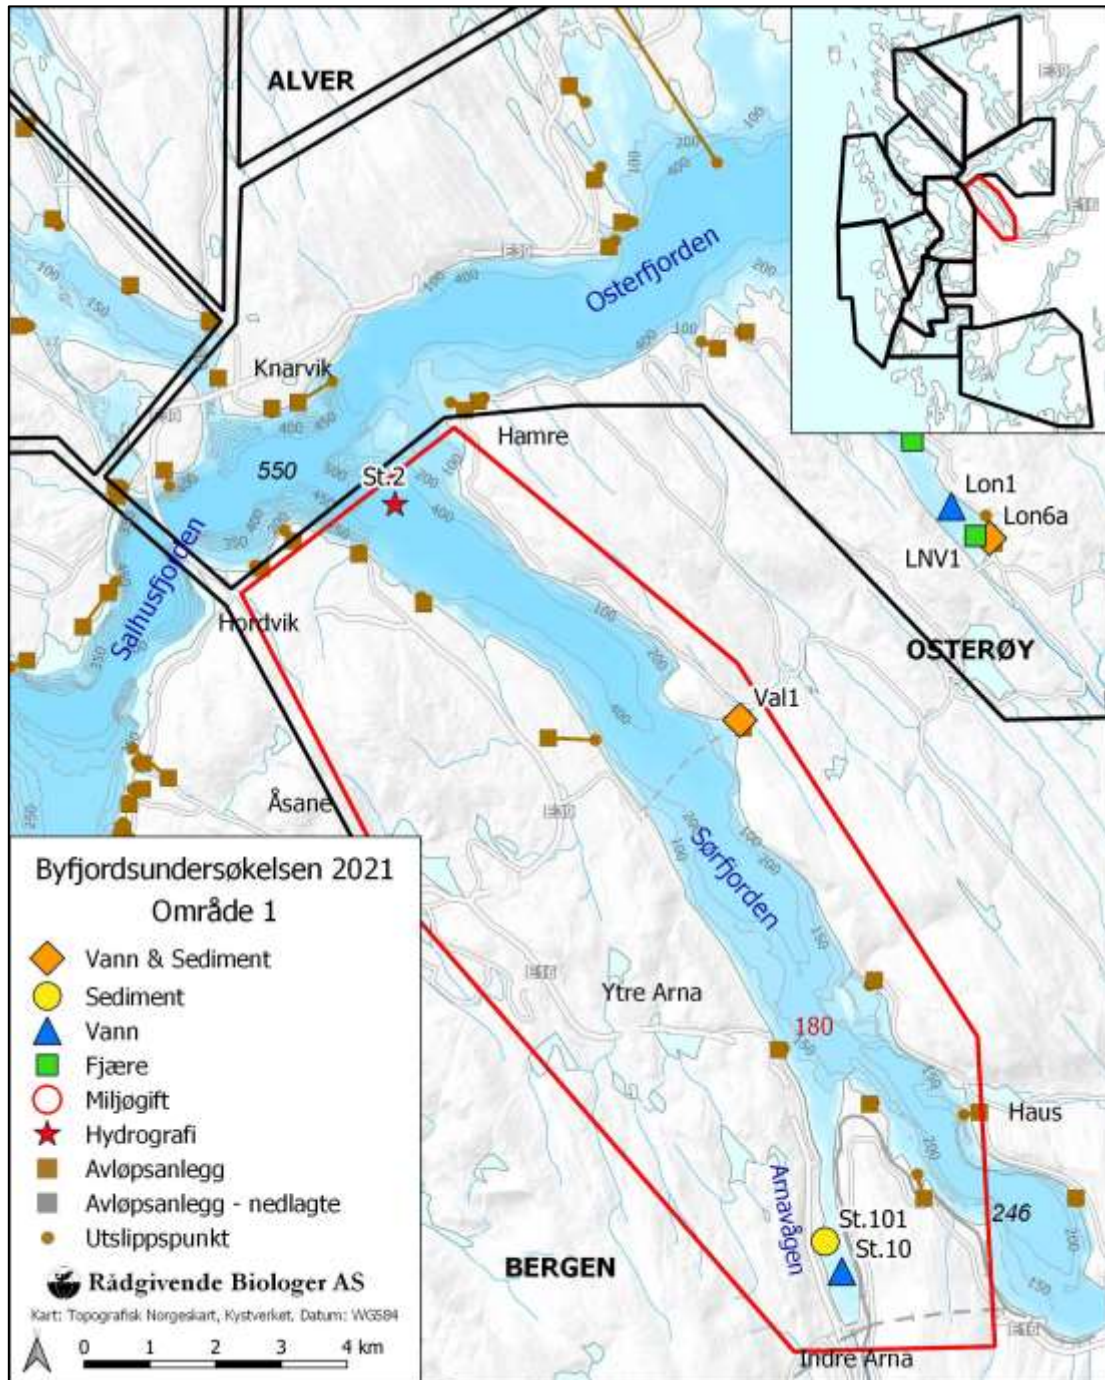 ALVER
Osterfjorden
Knarvik
Hamre
550
St.2
Salhusfjorden
Hordvik
Lon1
Lon6a
LNV1
OSTERØY
Val1
Åsane
Sørfjorden
Ytre Arna
180
Haus
Arnavågen
St.101
St.10
246
BERGEN
Indre Arna
Byfjordsundersøkelsen 2021
Område 1
Vann & Sediment
Sediment
Vann
Fjære
Miljøgift
Hydrografi
Avløpsanlegg
Avløpsanlegg - nedlagte
Utslippspunkt
Rådgivende Biologer AS
Kart: Topografisk Norgeskart, Kystverket, Datum: WGS84
0 1 2 3 4 km